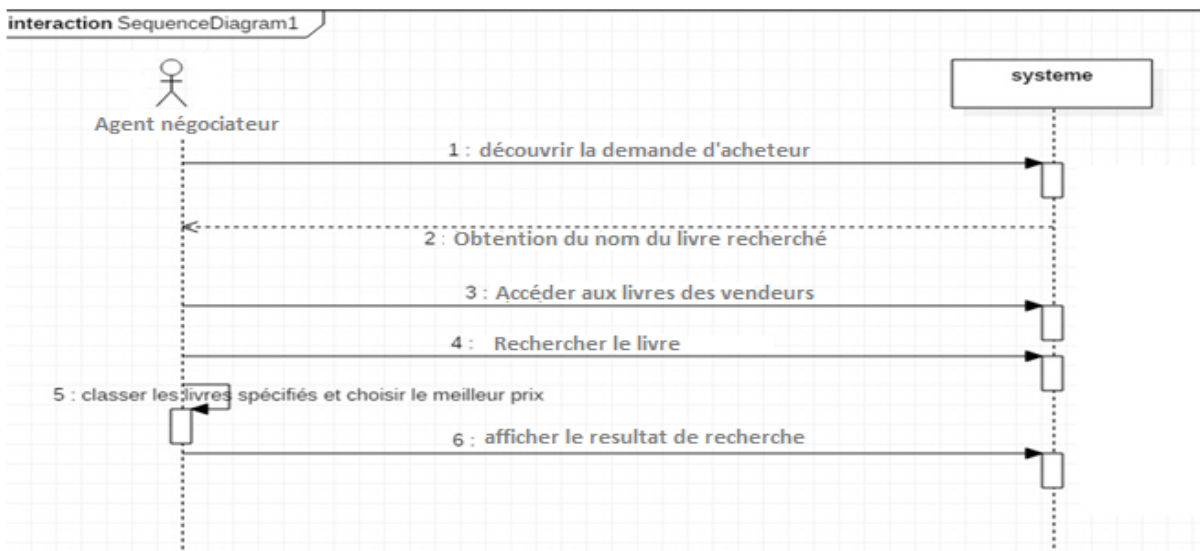 interaction SequenceDiagram1
systeme
Agent négociateur
1 : découvrir la demande d'acheteur
2 : Obtention du nom du livre recherché
3 : Accéder aux livres des vendeurs
4 : Rechercher le livre
5 : classer les livres spécifiés et choisir le meilleur prix
6 : afficher le resultat de recherche